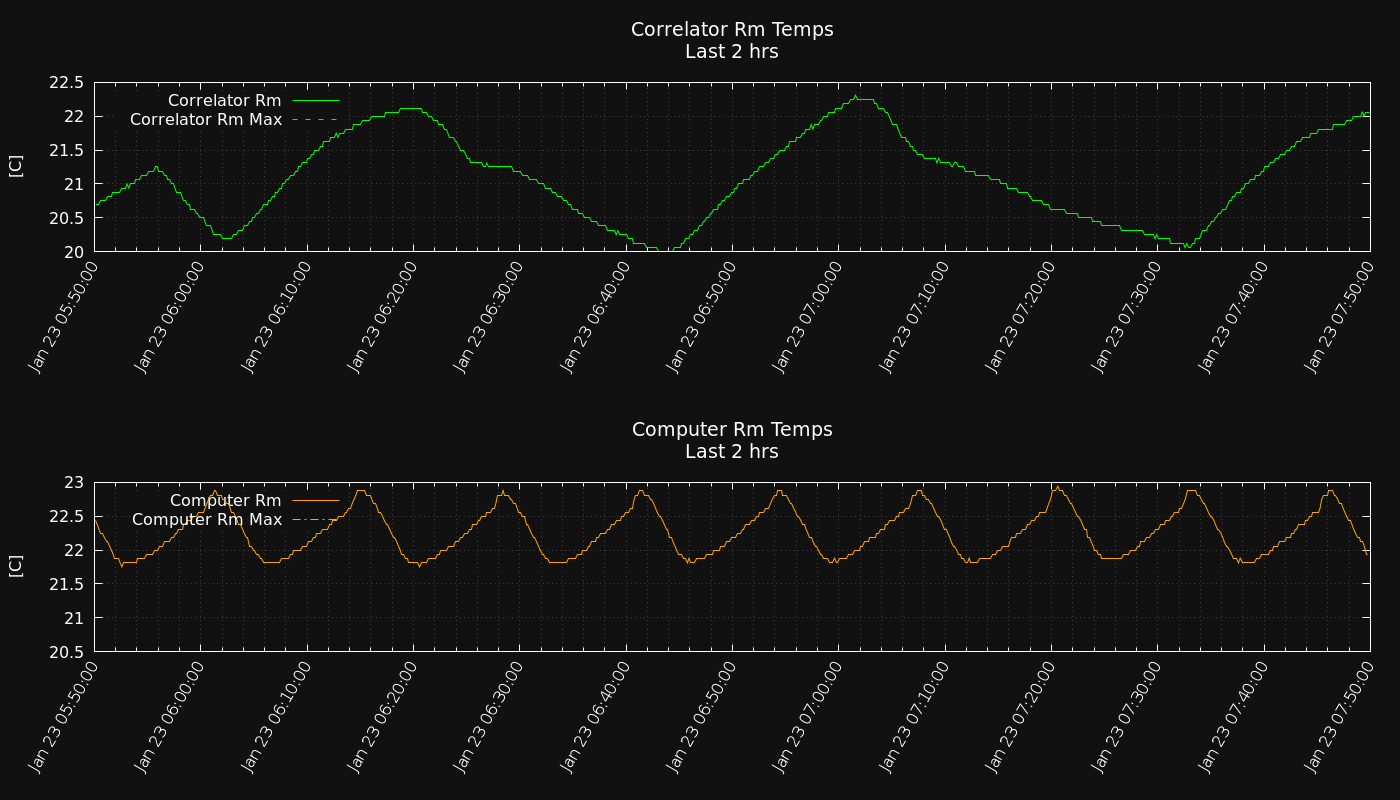 Correlator Rm Temps
Last 2 hrs
22.5
22
21.5
21
20.5
20
[C]
Correlator Rm
Correlator Rm Max
Jan 23 05:50:00
Jan 23 06:00:00
Jan 23 06:10:00
Jan 23 06:20:00
Jan 23 06:30:00
Jan 23 06:40:00
Jan 23 06:50:00
Jan 23 07:00:00
Jan 23 07:10:00
Jan 23 07:20:00
Jan 23 07:30:00
Jan 23 07:40:00
Jan 23 07:50:00
Computer Rm Temps
Last 2 hrs
23
22.5
22
21.5
21
20.5
[C]
Computer Rm
Computer Rm Max
Jan 23 05:50:00
Jan 23 06:00:00
Jan 23 06:10:00
Jan 23 06:20:00
Jan 23 06:30:00
Jan 23 06:40:00
Jan 23 06:50:00
Jan 23 07:00:00
Jan 23 07:10:00
Jan 23 07:20:00
Jan 23 07:30:00
Jan 23 07:40:00
Jan 23 07:50:00